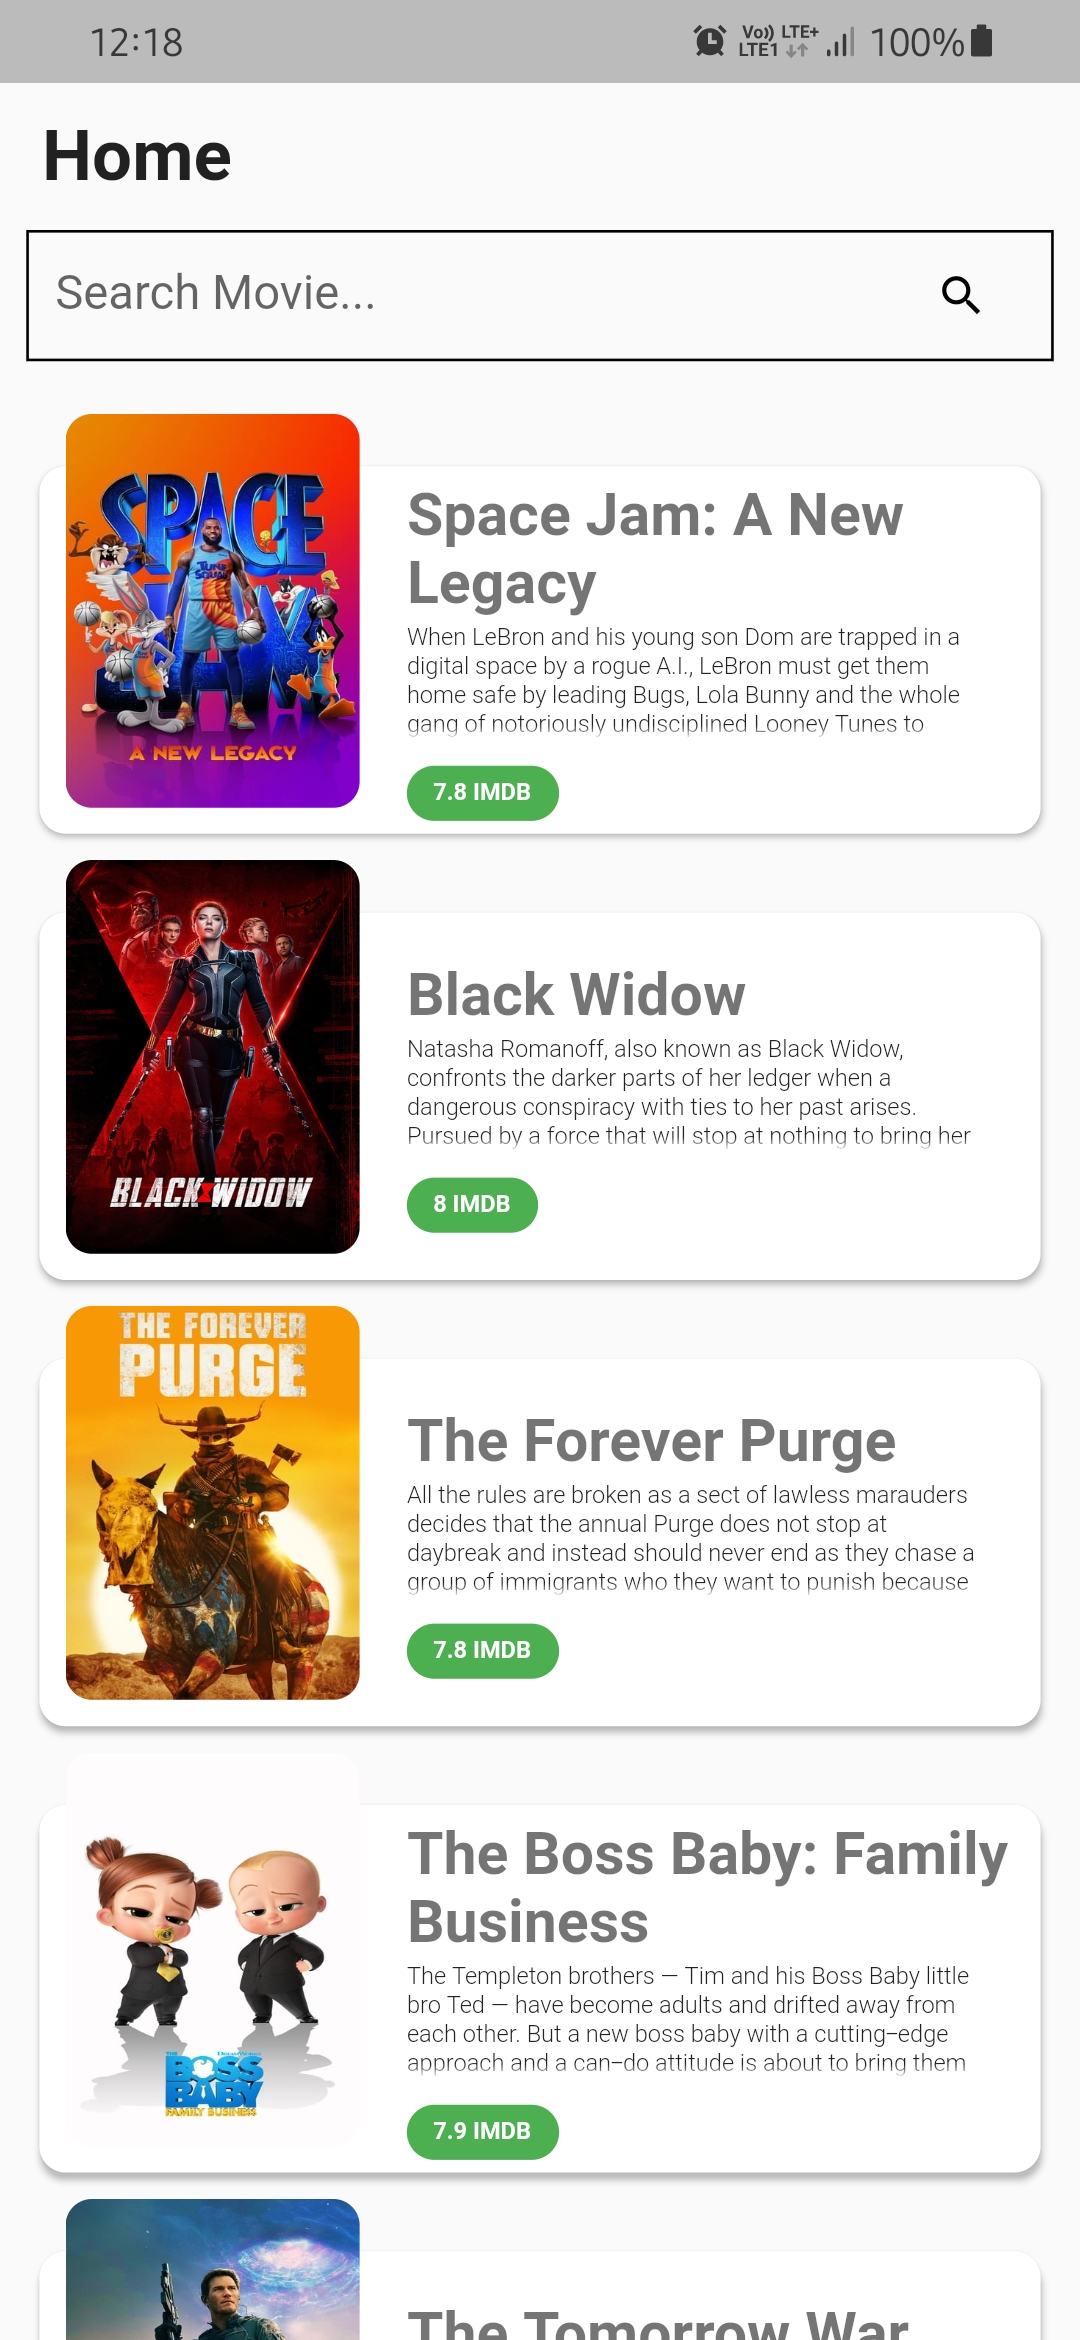 12:18
Vo)) LTE+
LTE1
100%
Home
Search Movie...
SPACE
JAM
TUNE
SQUAD
A NEW LEGACY
Space Jam: A New
Legacy
When LeBron and his young son Dom are trapped in a
digital space by a rogue A.I., LeBron must get them
home safe by leading Bugs, Lola Bunny and the whole
gang of notoriously undisciplined Looney Tunes to
7.8 IMDB
BLACK WIDOW
Black Widow
Natasha Romanoff, also known as Black Widow,
confronts the darker parts of her ledger when a
dangerous conspiracy with ties to her past arises.
Pursued by a force that will stop at nothing to bring her
8 IMDB
THE FOREVER
PURGE
The Forever Purge
All the rules are broken as a sect of lawless marauders
decides that the annual Purge does not stop at
daybreak and instead should never end as they chase a
group of immigrants who they want to punish because
7.8 IMDB
THE DREAMWORKS
BOSS
BABY
FAMILY BUSINESS
The Boss Baby: Family
Business
The Templeton brothers — Tim and his Boss Baby little
bro Ted — have become adults and drifted away from
each other. But a new boss baby with a cutting-edge
approach and a can-do attitude is about to bring them
7.9 IMDB
The Tomorrow War